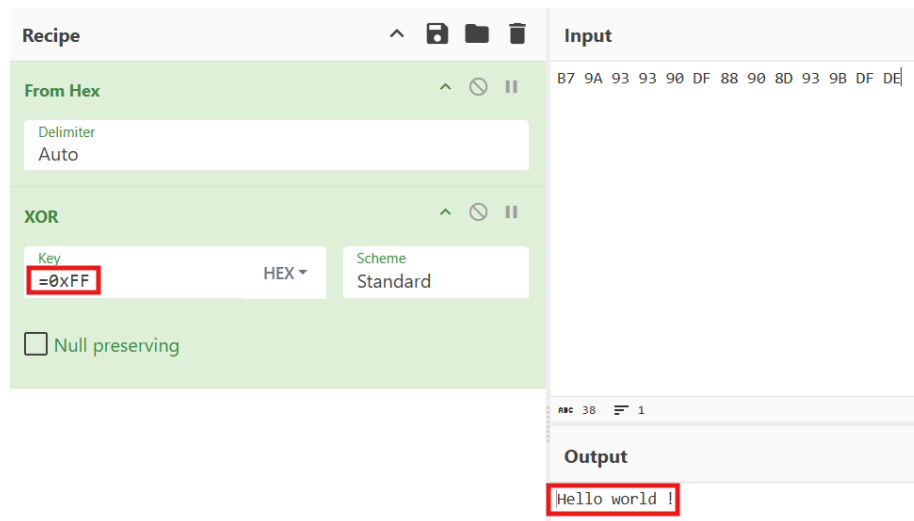 Recipe
From Hex
Delimiter
Auto
XOR
Key
=0xFF
HEX
Scheme
Standard
Null preserving
Input
B7 9A 93 93 90 DF 88 90 8D 93 9B DF DE
ABC 38 1
Output
Hello world !